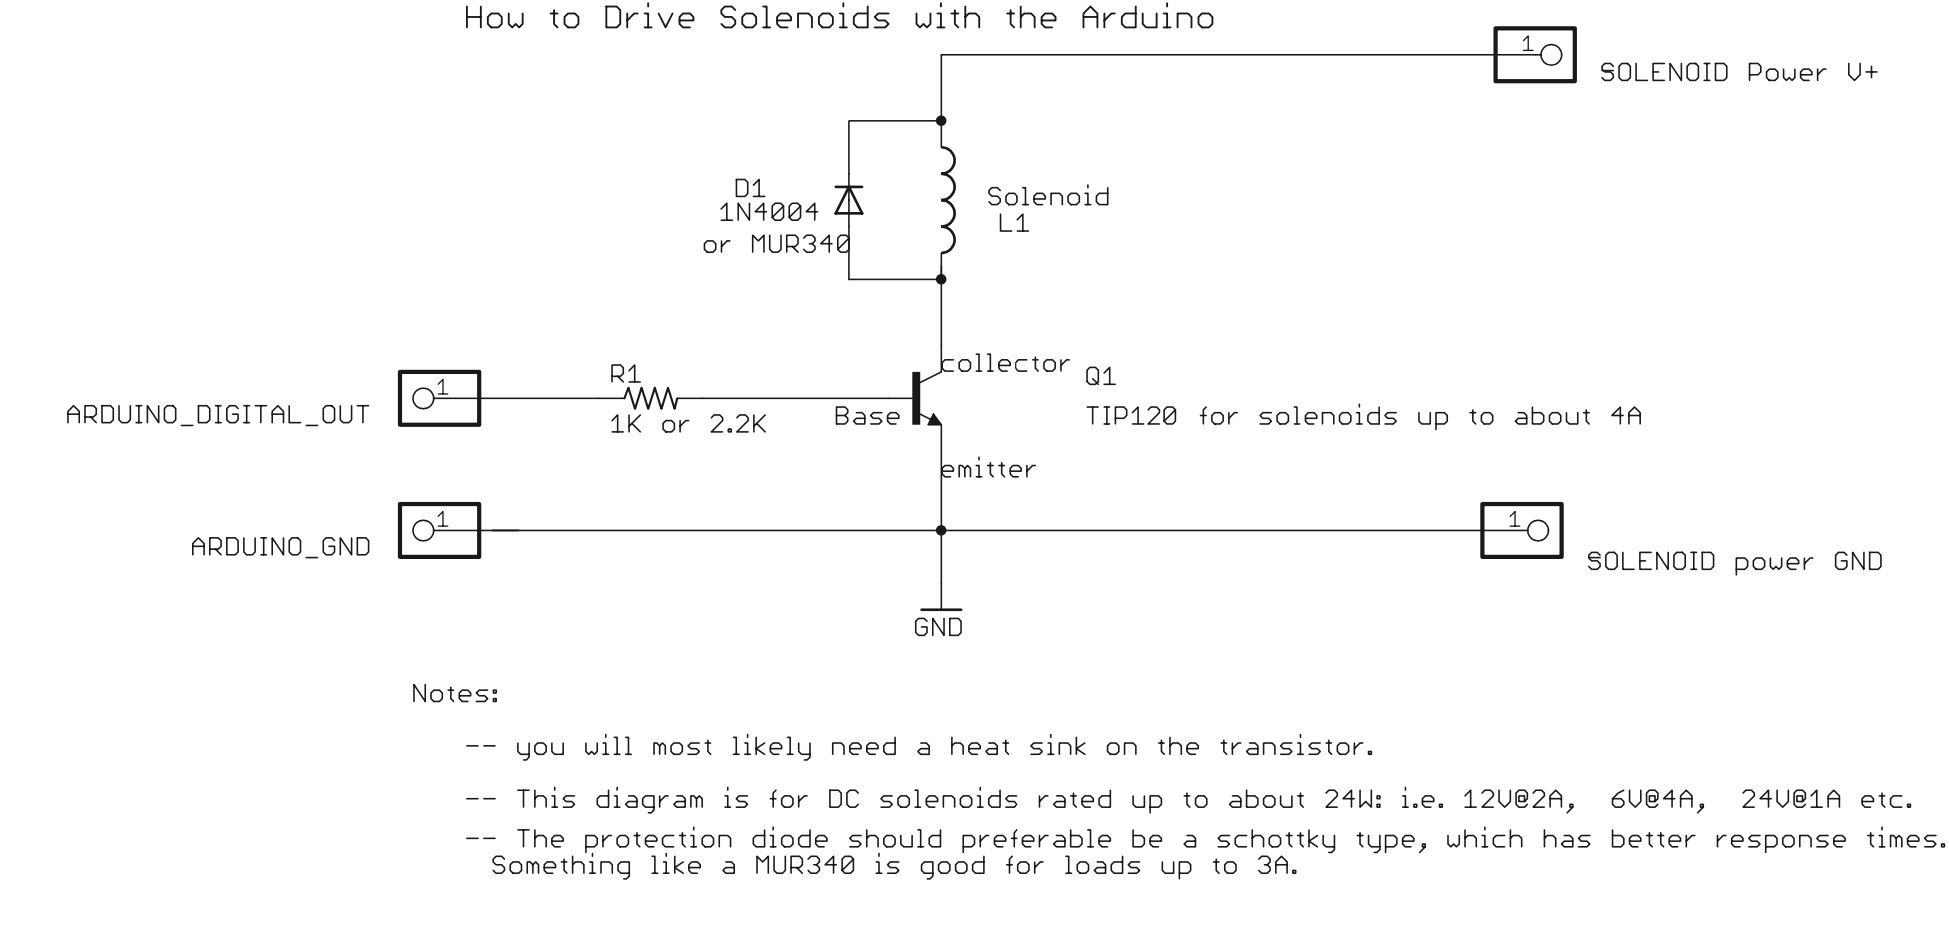 How to Drive Solenoids with the Arduino
1
SOLENOID Power V+
D1
1N4004
or MUR340
Solenoid
L1
collector
Q1
R1
1
ARDUINO_DIGITAL_OUT
1K or 2.2K
Base
TIP120 for solenoids up to about 4A
emitter
1
ARDUINO_GND
1
SOLENOID power GND
GND
Notes:
-- you will most likely need a heat sink on the transistor.
-- This diagram is for DC solenoids rated up to about 24W: i.e. 12V@2A, 6V@4A, 24V@1A etc.
-- The protection diode should preferable be a schottky type, which has better response times.
Something like a MUR340 is good for loads up to 3A.